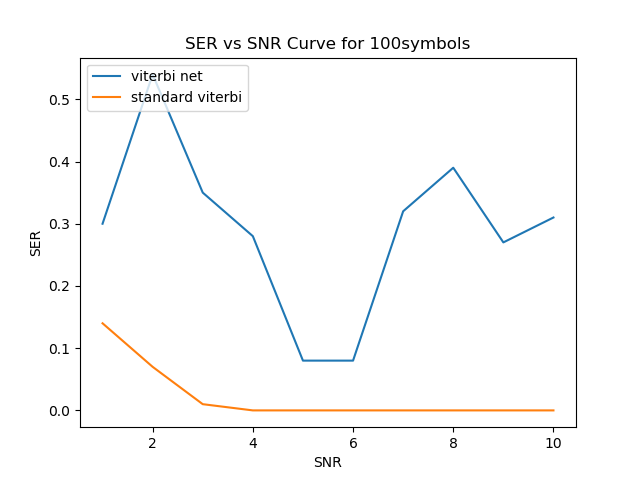 SER vs SNR Curve for 100symbols
viterbi net
standard viterbi
SER
0.5
0.4
0.3
0.2
0.1
0.0
2 4 6 8 10
SNR